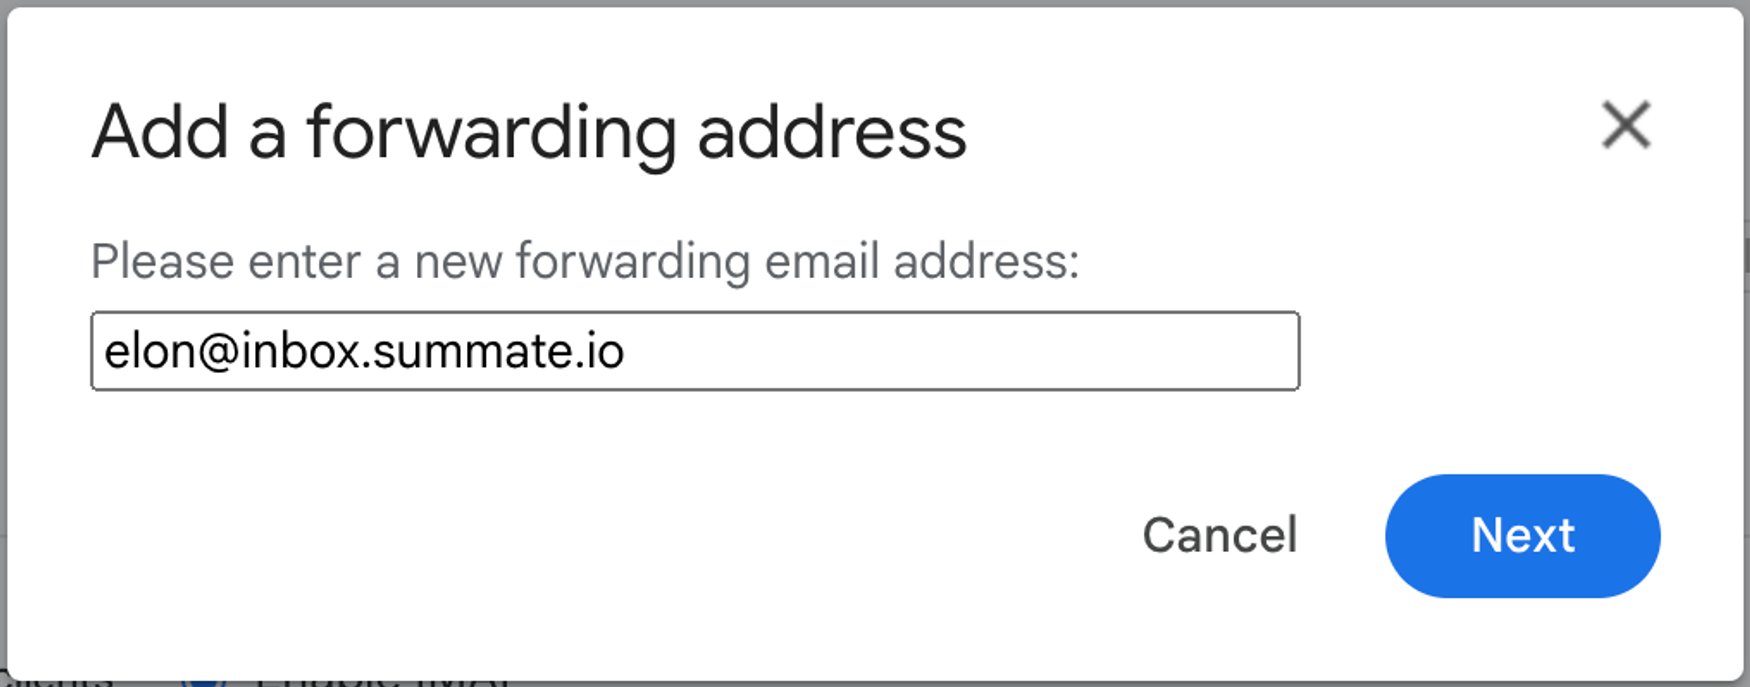 Add a forwarding address
Please enter a new forwarding email address:
elon@inbox.summate.io
Cancel
Next